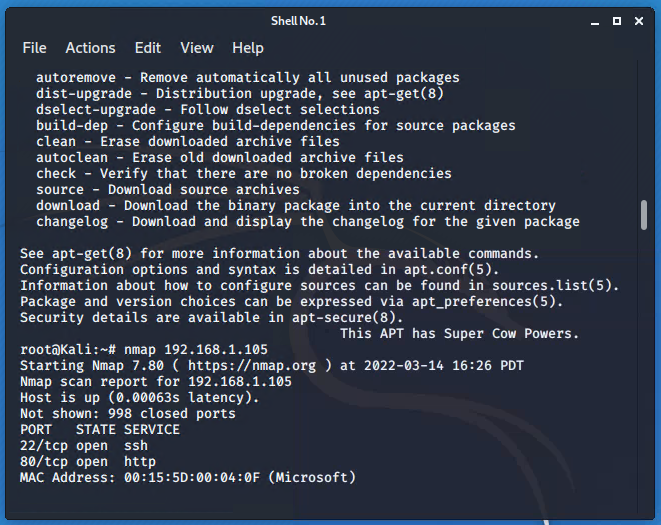 Shell No. 1
File Actions Edit View Help
autoremove - Remove automatically all unused packages
dist-upgrade - Distribution upgrade, see apt-get(8)
dselect-upgrade - Follow dselect selections
build-dep - Configure build-dependencies for source packages
clean - Erase downloaded archive files
autoclean - Erase old downloaded archive files
check - Verify that there are no broken dependencies
source - Download source archives
download - Download the binary package into the current directory
changelog - Download and display the changelog for the given package
See apt-get(8) for more information about the available commands.
Configuration options and syntax is detailed in apt.conf(5).
Information about how to configure sources can be found in sources.list(5).
Package and version choices can be expressed via apt_preferences(5).
Security details are available in apt-secure(8).
This APT has Super Cow Powers.
root@Kali:~# nmap 192.168.1.105
Starting Nmap 7.80 ( https://nmap.org ) at 2022-03-14 16:26 PDT
Nmap scan report for 192.168.1.105
Host is up (0.00063s latency).
Not shown: 998 closed ports
PORT STATE SERVICE
22/tcp open ssh
80/tcp open http
MAC Address: 00:15:5D:00:04:0F (Microsoft)